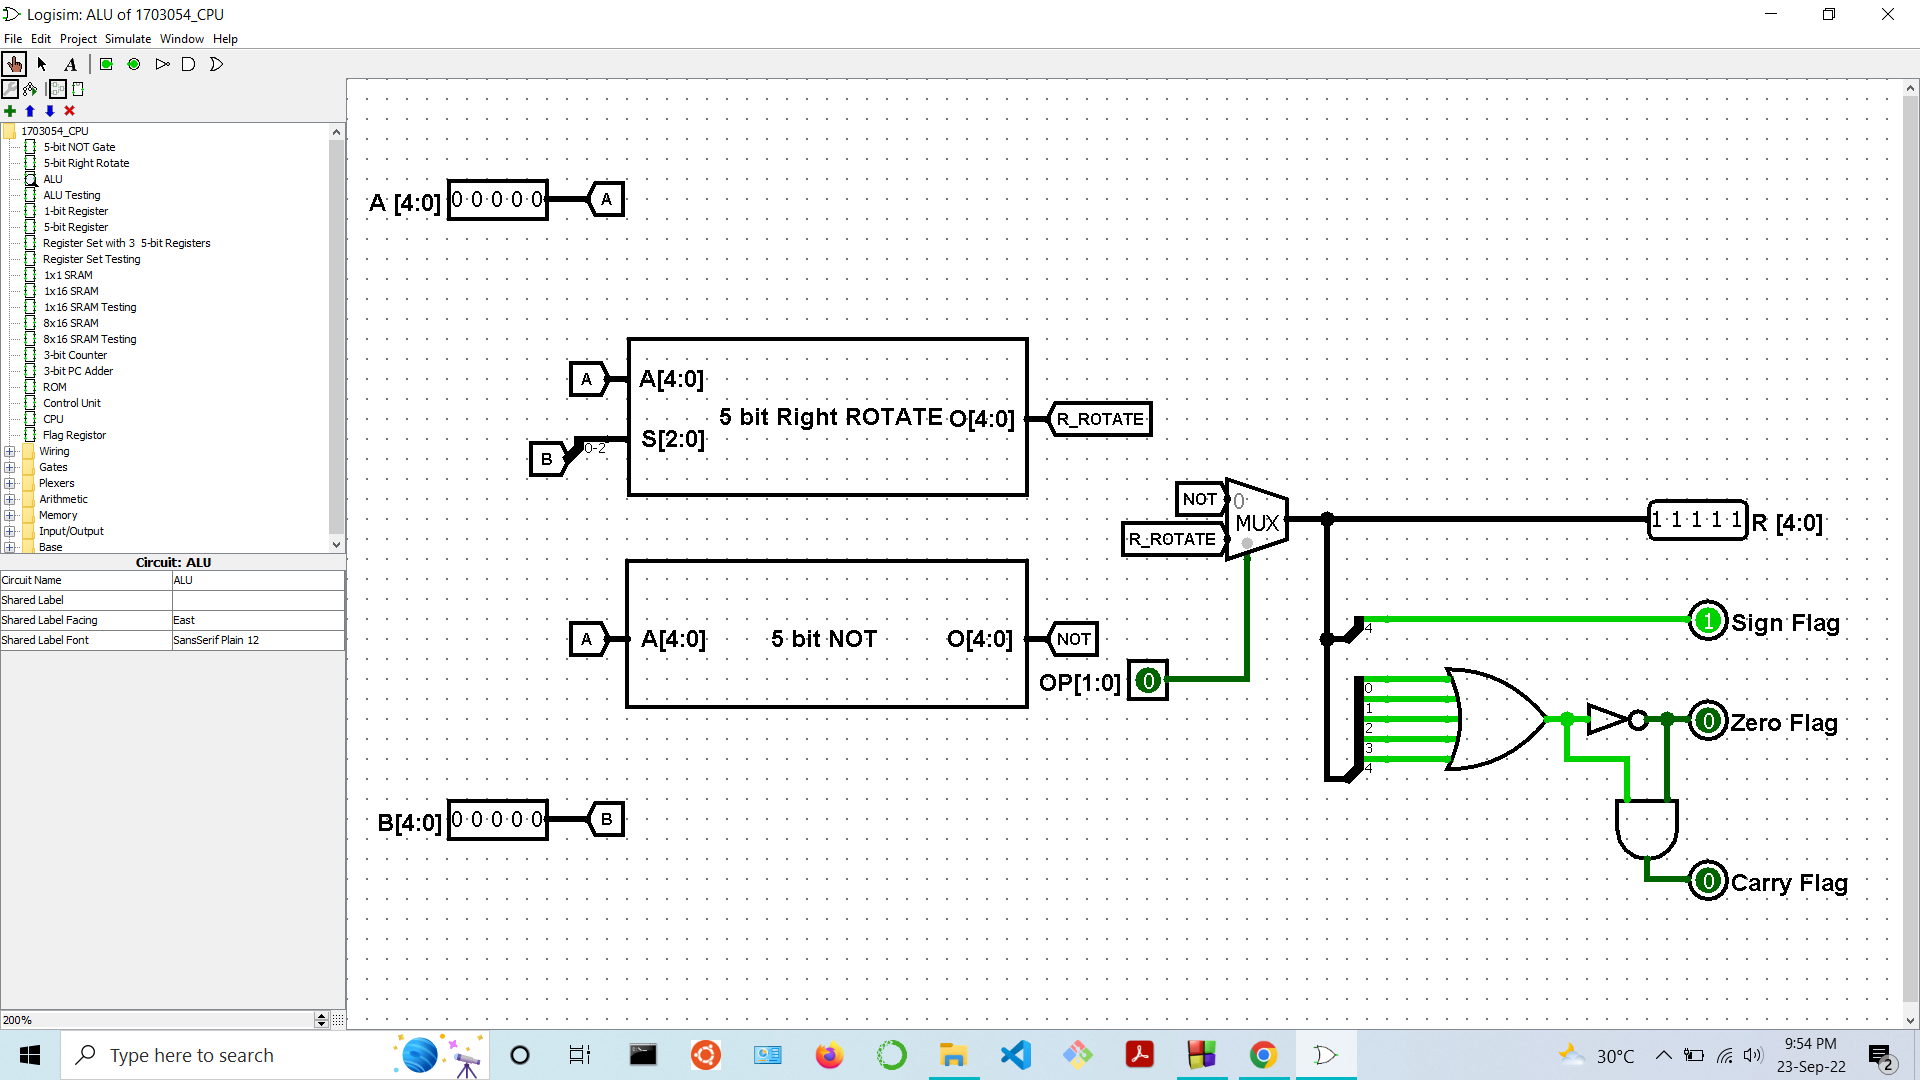 Logisim: ALU of 1703054_CPU
File Edit Project Simulate Window Help
A
1703054_CPU
5-bit NOT Gate
5-bit Right Rotate
ALU
ALU Testing
1-bit Register
5-bit Register
Register Set with 3 5-bit Registers
Register Set Testing
1x1 SRAM
1x16 SRAM
1x16 SRAM Testing
8x16 SRAM
8x16 SRAM Testing
3-bit Counter
3-bit PC Adder
ROM
Control Unit
CPU
Flag Registor
Wiring
Gates
Plexers
Arithmetic
Memory
Input/Output
Base
Circuit: ALU
Circuit Name ALU
Shared Label
Shared Label Facing East
Shared Label Font SansSerif Plain 12
200%
A [4:0] 0 0 0 0 0 A
A A[4:0]
5 bit Right ROTATE O[4:0] R_ROTATE
B 0-2 S[2:0]
NOT 0
MUX
R_ROTATE
1 1 1 1 1 R [4:0]
A A[4:0] 5 bit NOT O[4:0] NOT
OP[1:0] 0
4 1 Sign Flag
0
1
2
3
4
0 Zero Flag
B[4:0] 0 0 0 0 0 B
0 Carry Flag
Type here to search
30°C
9:54 PM
23-Sep-22
2